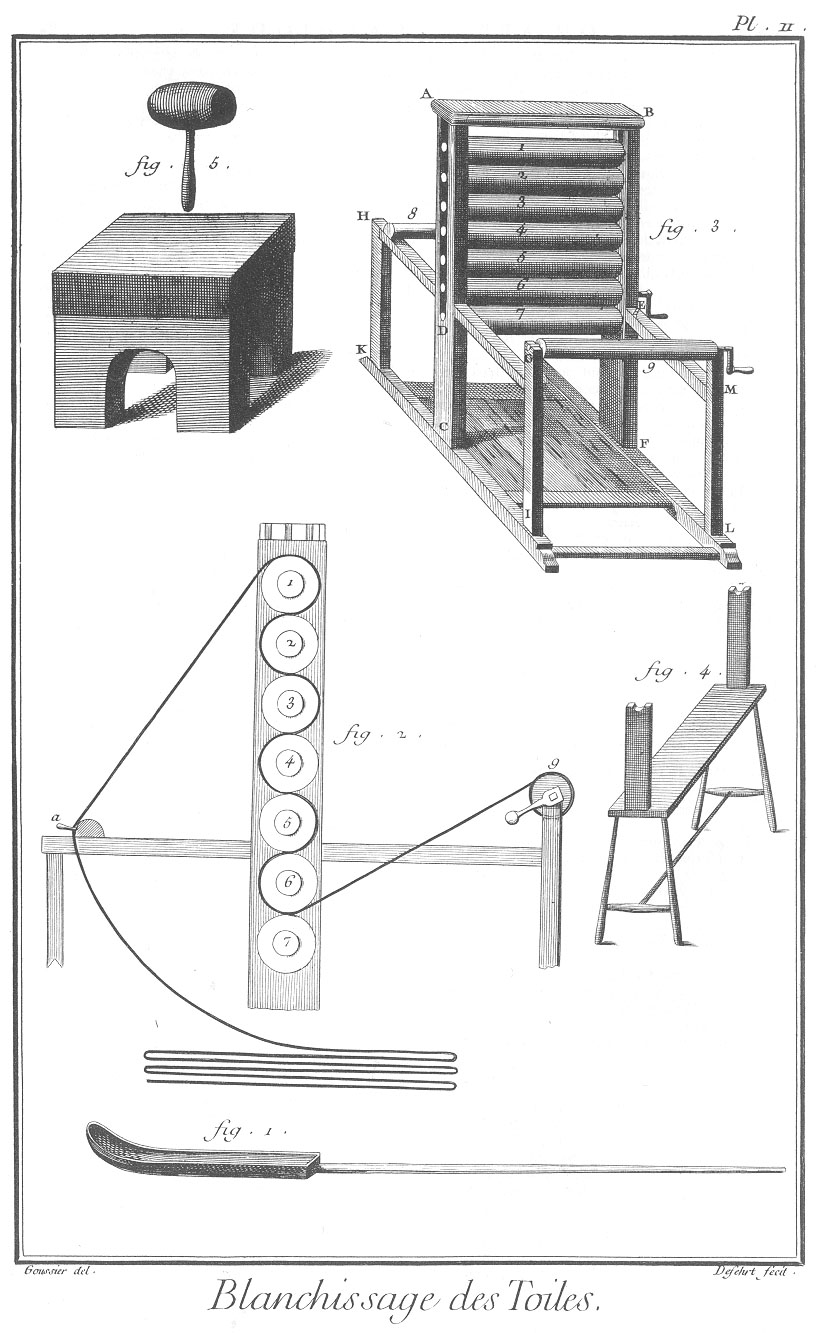 Pl. II.
fig. 5.
A
B
1
2
3
4
5
6
7
8
H
fig. 3.
D
E
K
G
9
M
C
F
I
L
1
2
3
4
5
6
7
fig. 2.
9
a
fig. 4.
fig. 1.
Goussier del.
Defehrt fecit.
Blanchissage des Toiles.